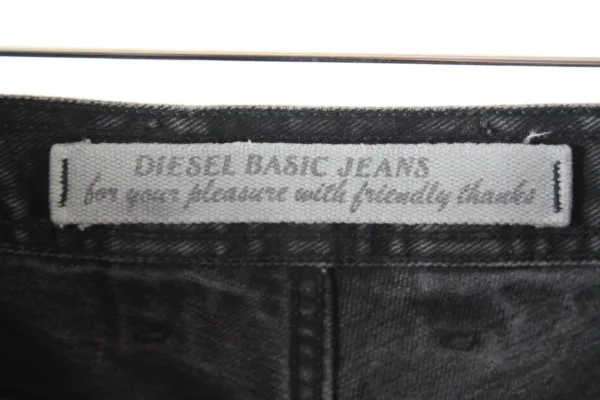 DIESEL BASIC JEANS
for your pleasure with friendly thanks